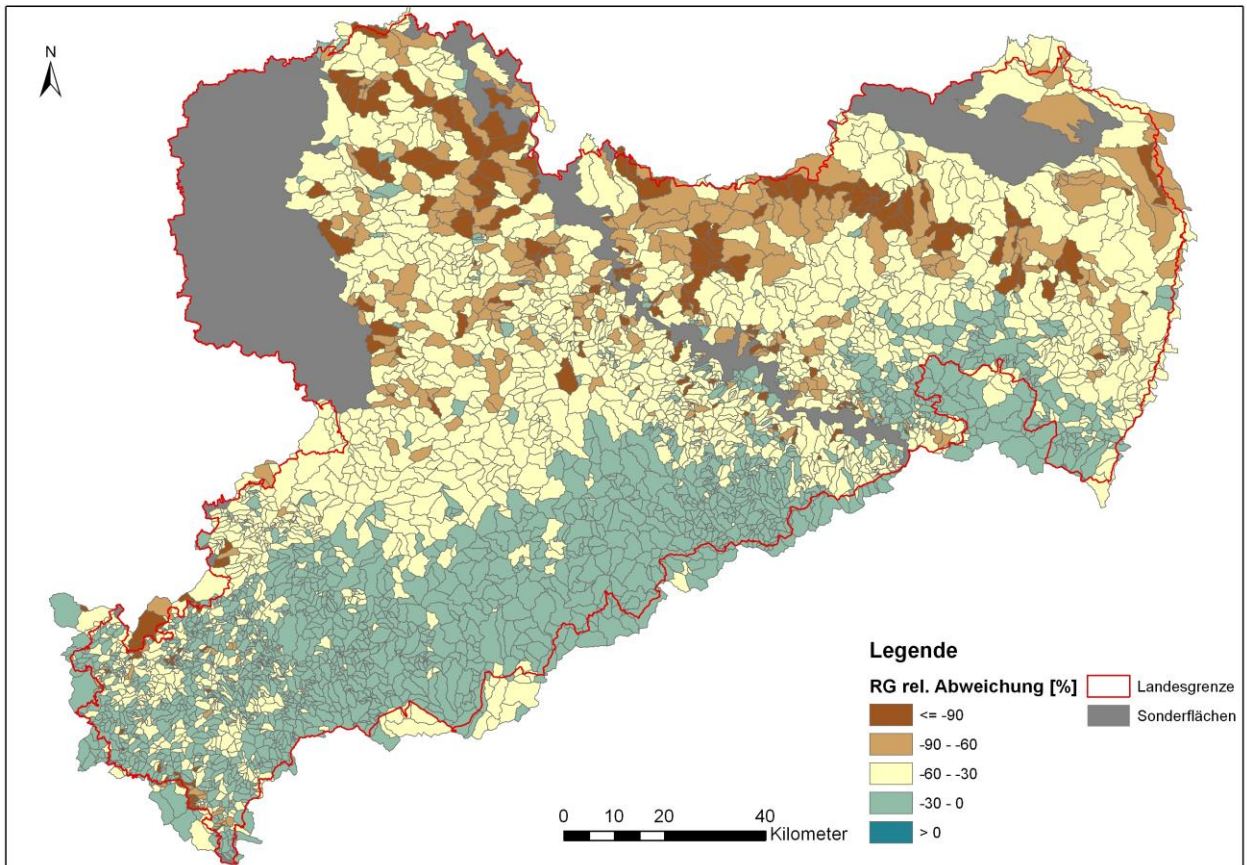 N
Legende
RG rel. Abweichung [%]
<= -90
-90 - -60
-60 - -30
-30 - 0
> 0
Landesgrenze
Sonderflächen
0 10 20 40
Kilometer